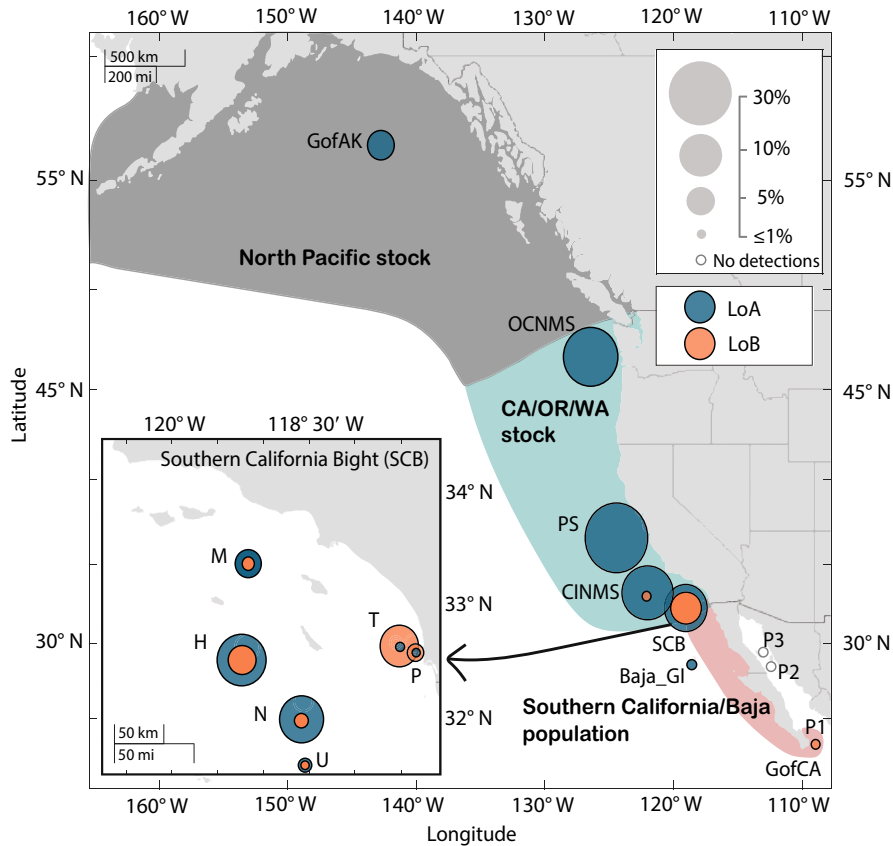 160° W 150° W 140° W 130° W 120° W 110° W
500 km
200 mi
30%
10%
5%
≤1%
No detections
GofAK
55° N
55° N
North Pacific stock
LoA
LoB
OCNMS
45° N
45° N
CA/OR/WA
stock
120° W 118° 30' W
Southern California Bight (SCB)
34° N
PS
M
CINMS
33° N
T
H
P
SCB
30° N
30° N
P3
P2
Baja_GI
N
32° N
Southern California/Baja
population
P1
50 km
50 mi
U
GofCA
160° W 150° W 140° W 130° W 120° W 110° W
Longitude
Latitude